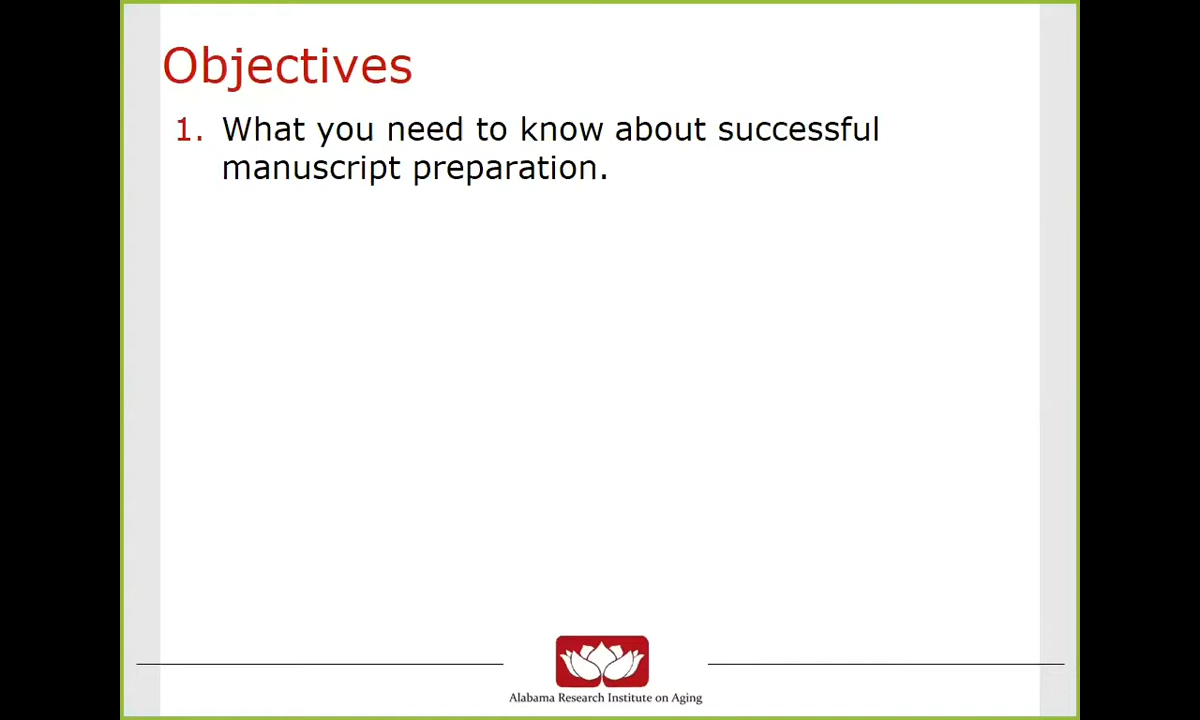 Objectives
1. What you need to know about successful
manuscript preparation.
Alabama Research Institute on Aging